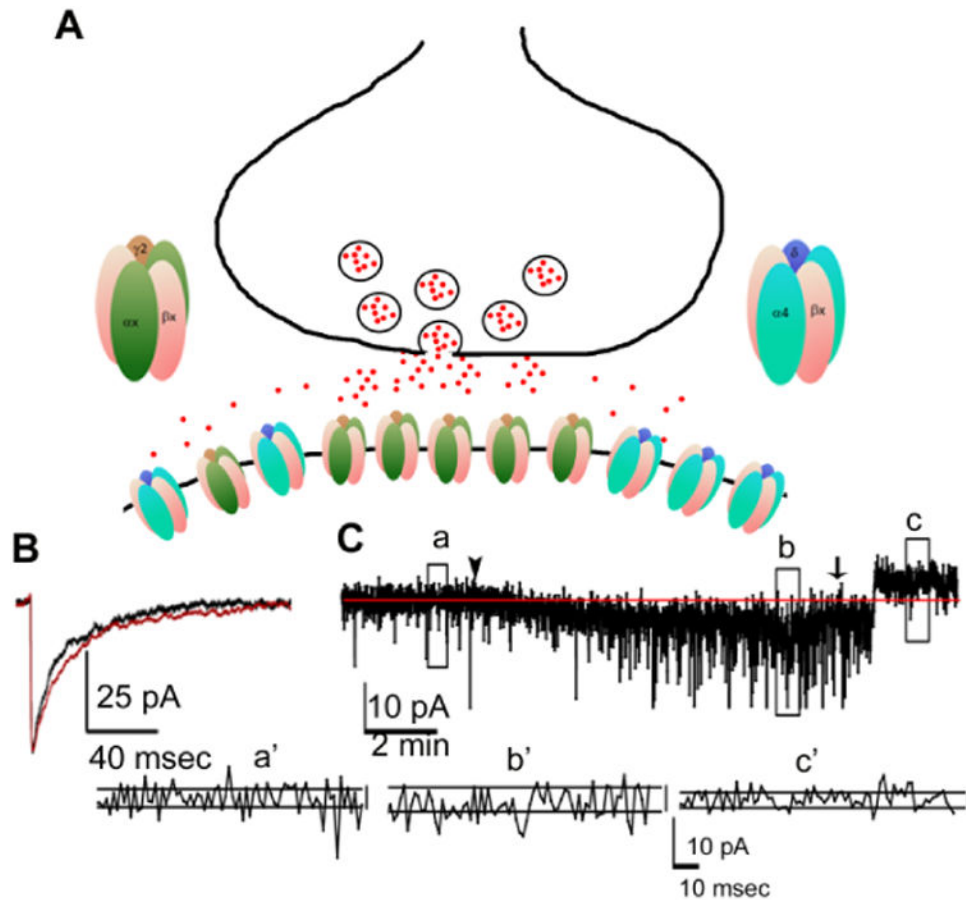 A
γ2
αx
βx
δ
α4
βx
B
25 pA
40 msec
C
a
b
c
10 pA
2 min
a’
b’
c’
10 pA
10 msec